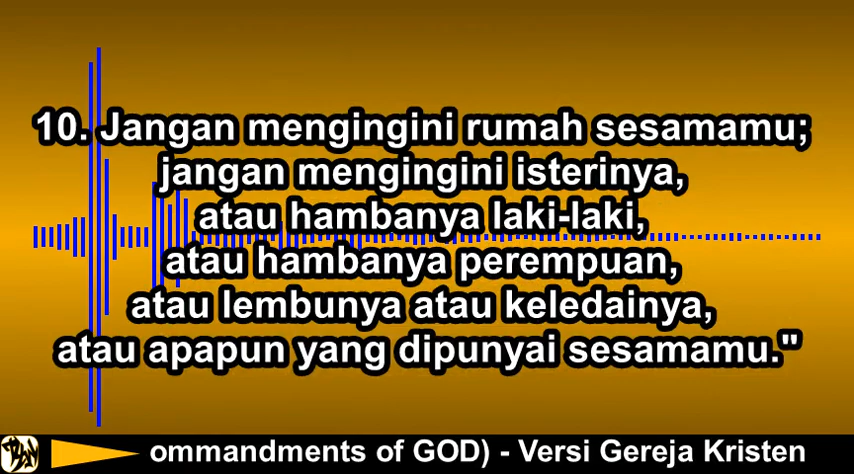 10. Jangan mengingini rumah sesamamu;
jangan mengingini isterinya,
atau hambanya laki-laki,
atau hambanya perempuan,
atau lembunya atau keledainya,
atau apapun yang dipunyai sesamamu."
ommandments of GOD) - Versi Gereja Kristen